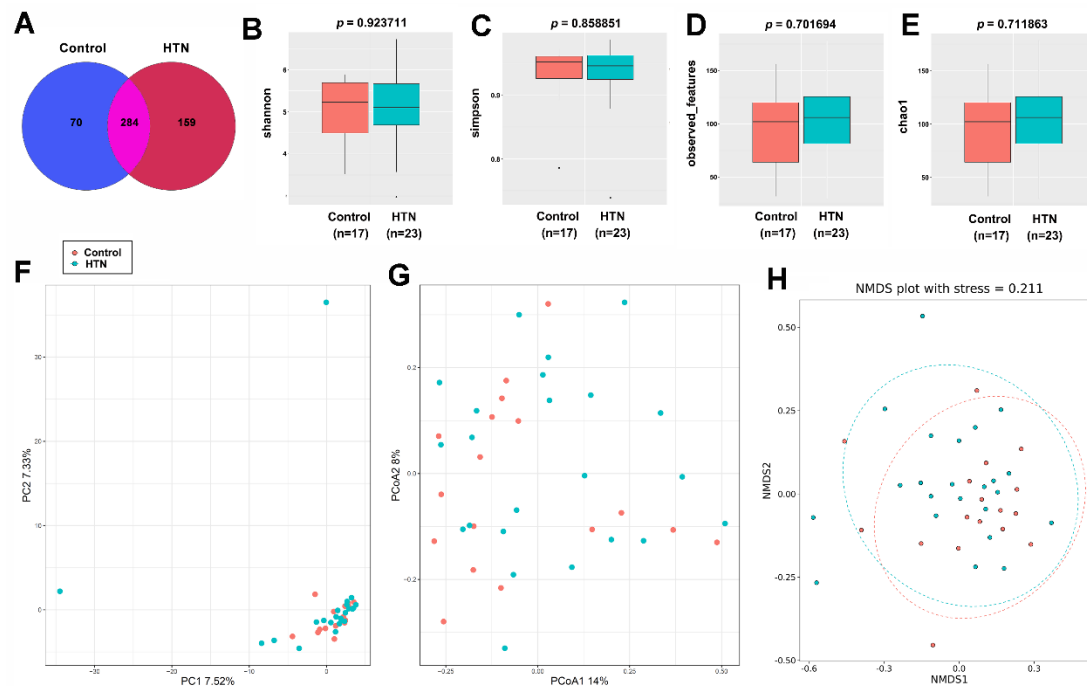 A
Control HTN
70 284 159
B
p = 0.923711
shannon
6
5
4
Control HTN
(n=17) (n=23)
C
p = 0.858851
simpson
0.9
0.8
Control HTN
(n=17) (n=23)
D
p = 0.701694
observed_features
150
100
50
Control HTN
(n=17) (n=23)
E
p = 0.711863
chao1
150
100
50
Control HTN
(n=17) (n=23)
Control
HTN
F
PC2 7.33%
30
20
10
0
−30 −20 −10 0
PC1 7.52%
G
PCoA2 8%
0.2
0.0
−0.2
−0.25 0.00 0.25 0.50
PCoA1 14%
H
NMDS plot with stress = 0.211
NMDS2
0.50
0.25
0.00
−0.25
−0.50
−0.6 −0.3 0.0 0.3
NMDS1